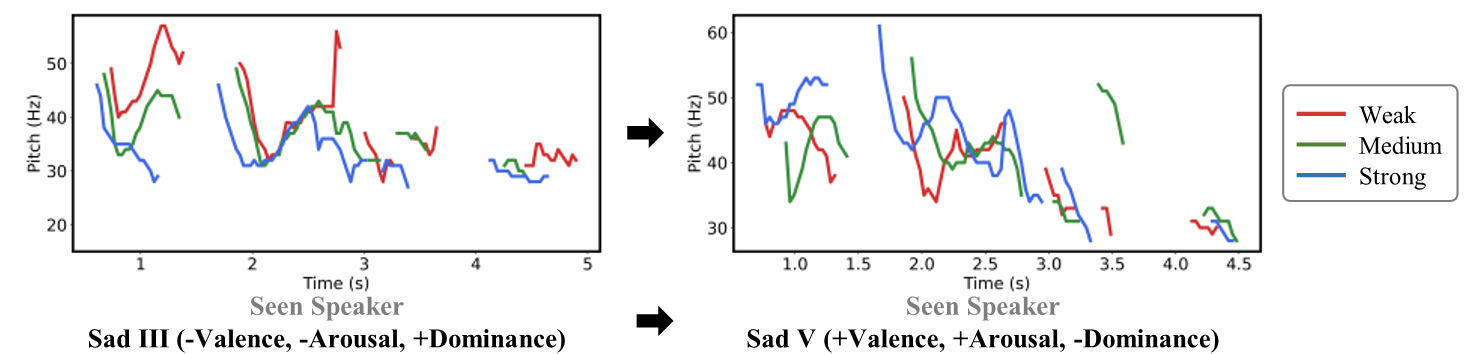 Pitch (Hz)
50
40
30
20
1
2
3
4
5
Time (s)
Seen Speaker
Sad III (-Valence, -Arousal, +Dominance)
Pitch (Hz)
60
50
40
30
1.0
1.5
2.0
2.5
3.0
3.5
4.0
4.5
Time (s)
Seen Speaker
Sad V (+Valence, +Arousal, -Dominance)
Weak
Medium
Strong